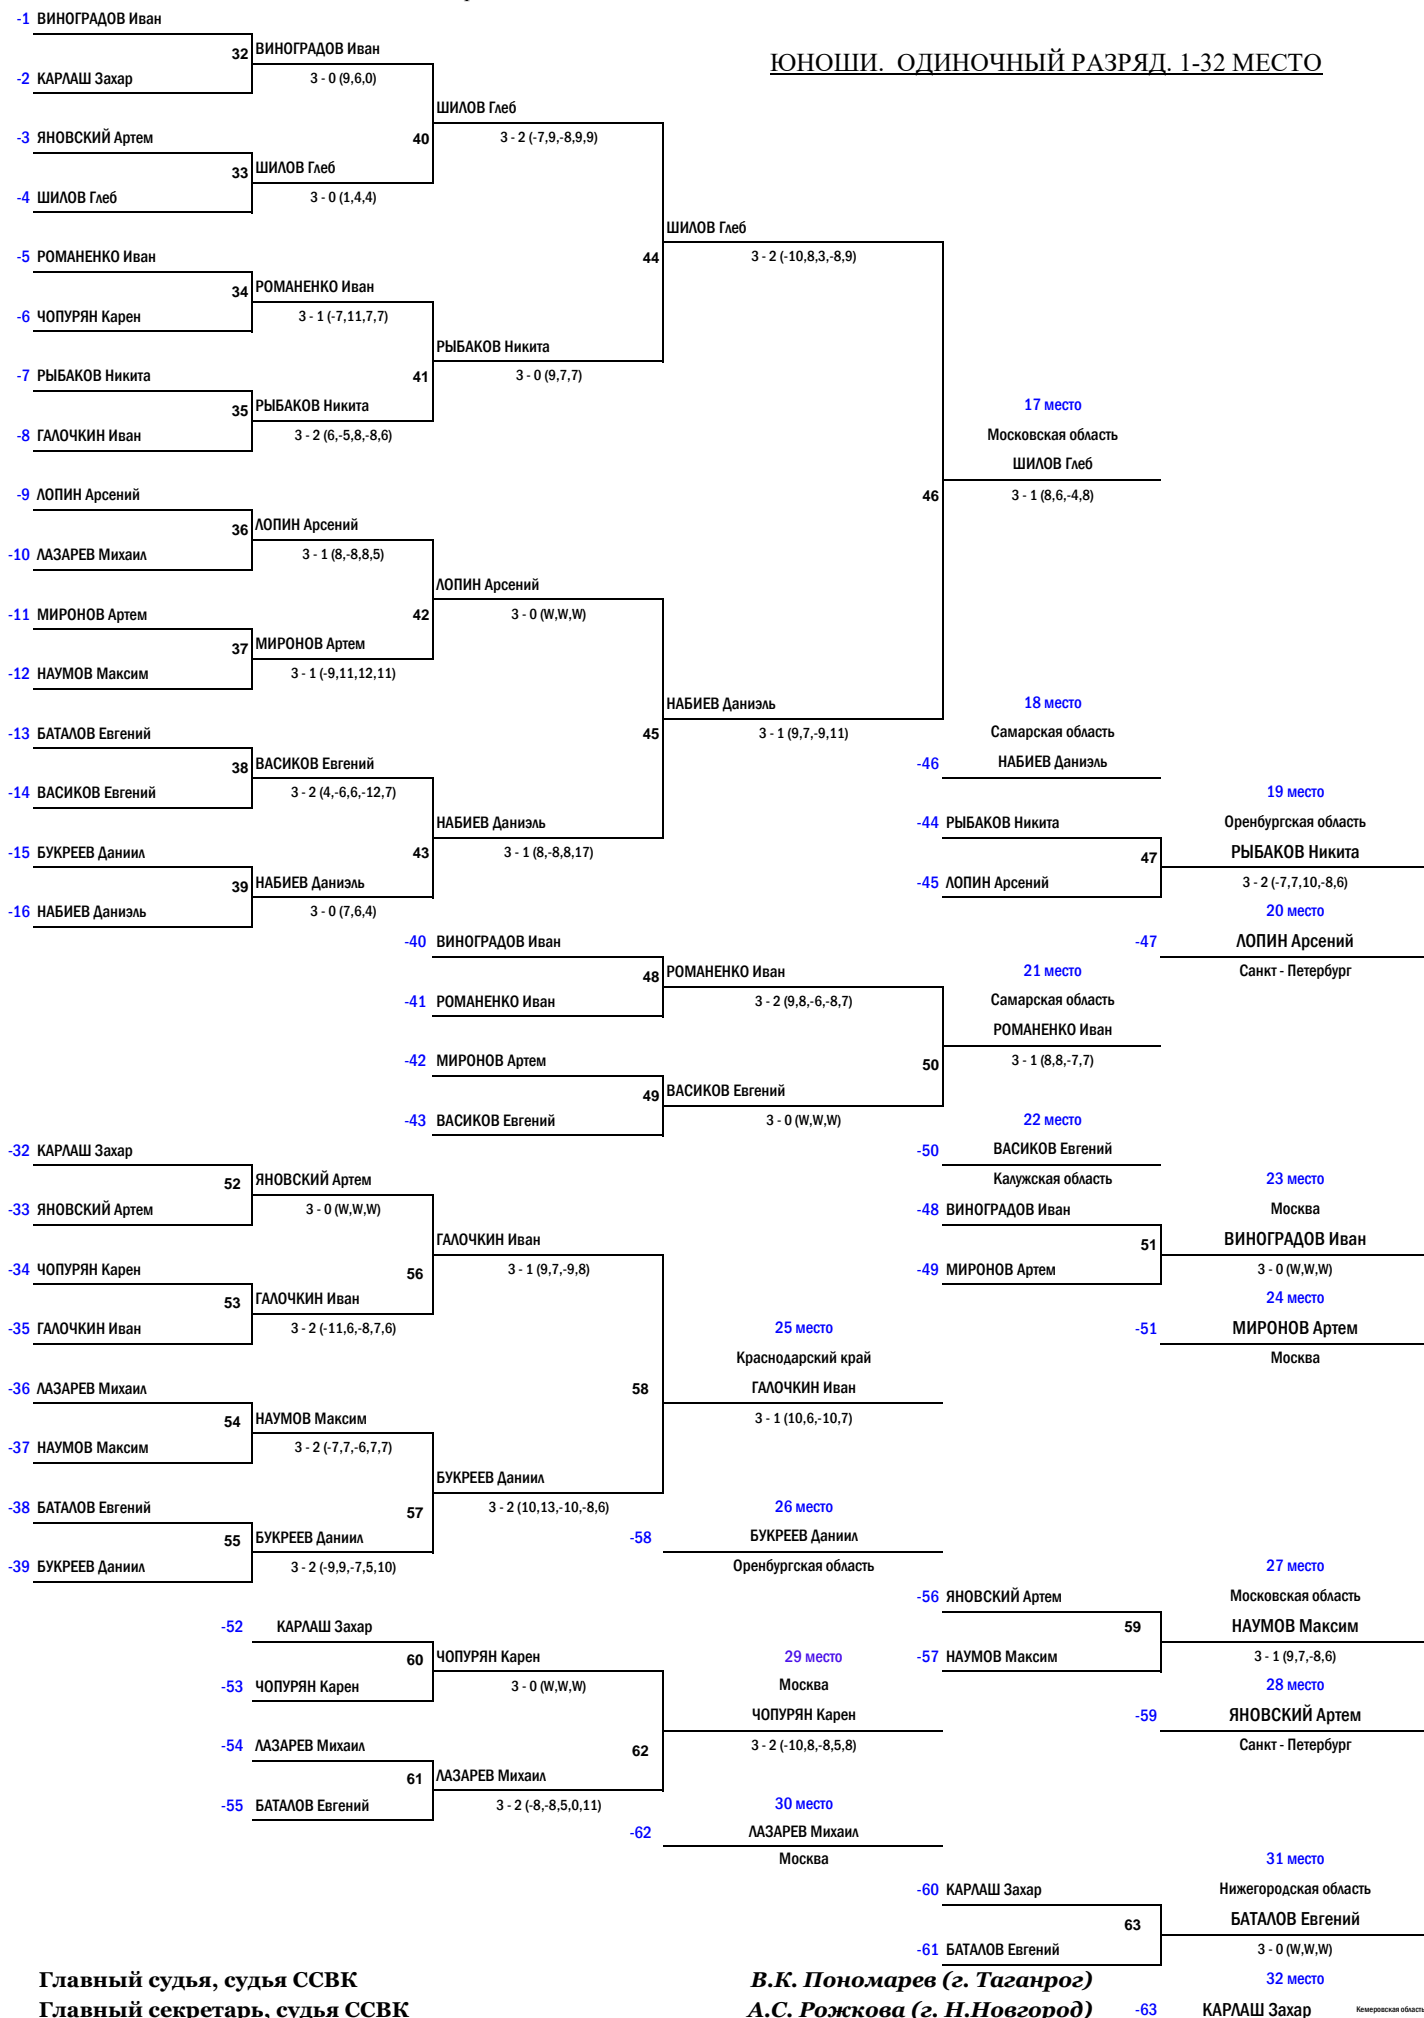 -1 ВИНОГРАДОВ Иван
32 ВИНОГРАДОВ Иван
ЮНОШИ. ОДИНОЧНЫЙ РАЗРЯД. 1-32 МЕСТО
-2 КАРЛАШ Захар
3 - 0 (9,6,0)
ШИЛОВ Глеб
-3 ЯНОВСКИЙ Артем
40
3 - 2 (-7,9,-8,9,9)
33 ШИЛОВ Глеб
-4 ШИЛОВ Глеб
3 - 0 (1,4,4)
ШИЛОВ Глеб
-5 РОМАНЕНКО Иван
44
3 - 2 (-10,8,3,-8,9)
34 РОМАНЕНКО Иван
-6 ЧОПУРЯН Карен
3 - 1 (-7,11,7,7)
РЫБАКОВ Никита
-7 РЫБАКОВ Никита
41
3 - 0 (9,7,7)
35 РЫБАКОВ Никита
17 место
-8 ГАЛОЧКИН Иван
3 - 2 (6,-5,8,-8,6)
Московская область
ШИЛОВ Глеб
-9 ЛОПИН Арсений
46
3 - 1 (8,6,-4,8)
36 ЛОПИН Арсений
-10 ЛАЗАРЕВ Михаил
3 - 1 (8,-8,8,5)
ЛОПИН Арсений
-11 МИРОНОВ Артем
42
3 - 0 (W,W,W)
37 МИРОНОВ Артем
-12 НАУМОВ Максим
3 - 1 (-9,11,12,11)
НАБИЕВ Даниэль
18 место
-13 БАТАЛОВ Евгений
45
3 - 1 (9,7,-9,11)
Самарская область
38 ВАСИКОВ Евгений
-46 НАБИЕВ Даниэль
-14 ВАСИКОВ Евгений
3 - 2 (4,-6,6,-12,7)
19 место
НАБИЕВ Даниэль
-44 РЫБАКОВ Никита
Оренбургская область
-15 БУКРЕЕВ Даниил
43
3 - 1 (8,-8,8,17)
47 РЫБАКОВ Никита
39 НАБИЕВ Даниэль
-45 ЛОПИН Арсений
3 - 2 (-7,7,10,-8,6)
-16 НАБИЕВ Даниэль
3 - 0 (7,6,4)
20 место
-40 ВИНОГРАДОВ Иван
-47 ЛОПИН Арсений
48 РОМАНЕНКО Иван
21 место
Санкт - Петербург
-41 РОМАНЕНКО Иван
3 - 2 (9,8,-6,-8,7)
Самарская область
РОМАНЕНКО Иван
-42 МИРОНОВ Артем
50
3 - 1 (8,8,-7,7)
49 ВАСИКОВ Евгений
-43 ВАСИКОВ Евгений
3 - 0 (W,W,W)
22 место
-32 КАРЛАШ Захар
-50 ВАСИКОВ Евгений
52 ЯНОВСКИЙ Артем
Калужская область
23 место
-33 ЯНОВСКИЙ Артем
3 - 0 (W,W,W)
-48 ВИНОГРАДОВ Иван
Москва
ГАЛОЧКИН Иван
51 ВИНОГРАДОВ Иван
-34 ЧОПУРЯН Карен
56
3 - 1 (9,7,-9,8)
-49 МИРОНОВ Артем
3 - 0 (W,W,W)
53 ГАЛОЧКИН Иван
24 место
-35 ГАЛОЧКИН Иван
3 - 2 (-11,6,-8,7,6)
25 место
-51 МИРОНОВ Артем
Краснодарский край
Москва
-36 ЛАЗАРЕВ Михаил
58
ГАЛОЧКИН Иван
54 НАУМОВ Максим
3 - 1 (10,6,-10,7)
-37 НАУМОВ Максим
3 - 2 (-7,7,-6,7,7)
БУКРЕЕВ Даниил
-38 БАТАЛОВ Евгений
57
3 - 2 (10,13,-10,-8,6)
26 место
55 БУКРЕЕВ Даниил
-58 БУКРЕЕВ Даниил
-39 БУКРЕЕВ Даниил
3 - 2 (-9,9,-7,5,10)
Оренбургская область
27 место
-56 ЯНОВСКИЙ Артем
Московская область
-52 КАРЛАШ Захар
59 НАУМОВ Максим
60 ЧОПУРЯН Карен
29 место
-57 НАУМОВ Максим
3 - 1 (9,7,-8,6)
-53 ЧОПУРЯН Карен
3 - 0 (W,W,W)
Москва
28 место
ЧОПУРЯН Карен
-59 ЯНОВСКИЙ Артем
-54 ЛАЗАРЕВ Михаил
62
3 - 2 (-10,8,-8,5,8)
Санкт - Петербург
61 ЛАЗАРЕВ Михаил
-55 БАТАЛОВ Евгений
3 - 2 (-8,-8,5,0,11)
30 место
-62 ЛАЗАРЕВ Михаил
Москва
31 место
-60 КАРЛАШ Захар
Нижегородская область
63 БАТАЛОВ Евгений
-61 БАТАЛОВ Евгений
3 - 0 (W,W,W)
Главный судья, судья ССВК
В.К. Пономарев (г. Таганрог)
32 место
Главный секретарь, судья ССВК
А.С. Рожкова (г. Н.Новгород)
-63 КАРЛАШ Захар
Кемеровская область